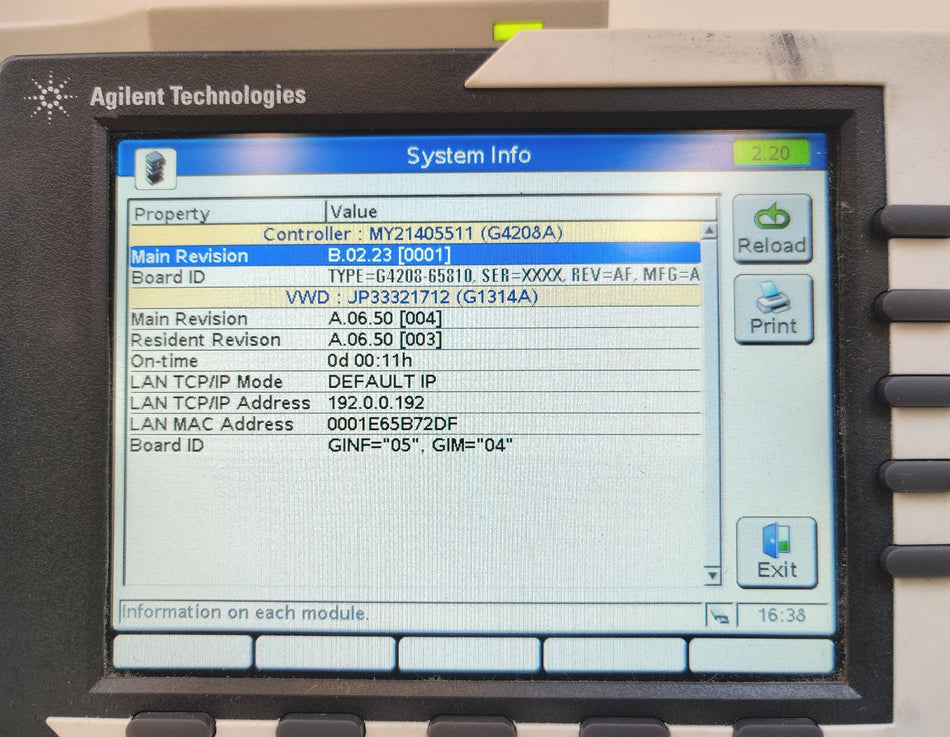 Agilent Technologies
System Info
2.20
Property Value
Controller : MY21405511 (G4208A)
Main Revision B.02.23 [0001]
Board ID TYPE=G4208-65810, SER=XXXX, REV=AF, MFG=A
VWD : JP33321712 (G1314A)
Main Revision A.06.50 [004]
Resident Revison A.06.50 [003]
On-time 0d 00:11h
LAN TCP/IP Mode DEFAULT IP
LAN TCP/IP Address 192.0.0.192
LAN MAC Address 0001E65B72DF
Board ID GINF="05", GIM="04"
Reload
Print
Exit
Information on each module.
16:38